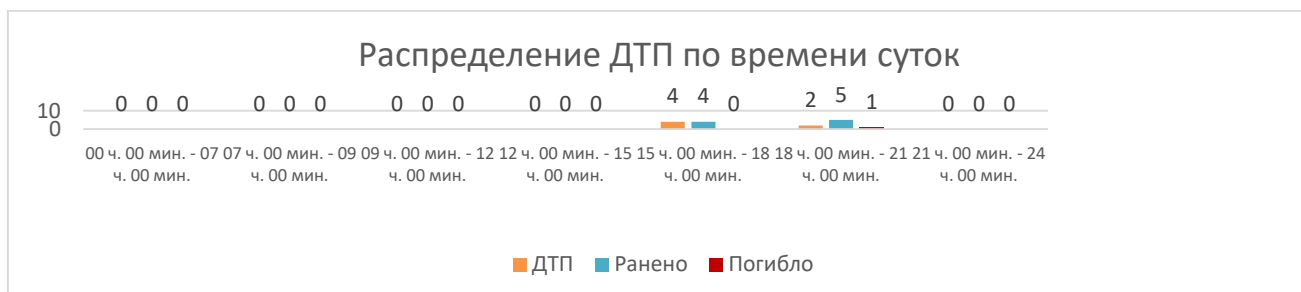 Распределение ДТП по времени суток
0 0 0 0 0 0 0 0 0 0 0 0 4 4 0 2 5 1 0 0 0
10
0
00 ч. 00 мин. - 07 07 ч. 00 мин. - 09 09 ч. 00 мин. - 12 12 ч. 00 мин. - 15 15 ч. 00 мин. - 18 18 ч. 00 мин. - 21 21 ч. 00 мин. - 24
ч. 00 мин. ч. 00 мин. ч. 00 мин. ч. 00 мин. ч. 00 мин. ч. 00 мин. ч. 00 мин.
ДТП Ранено Погибло